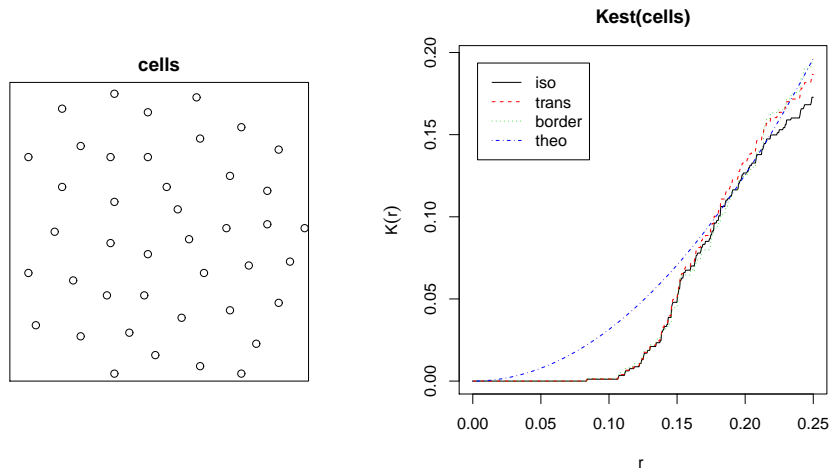 cells
Kest(cells)
iso
trans
border
theo
K(r)
0.00
0.05
0.10
0.15
0.20
0.00
0.05
0.10
0.15
0.20
0.25
r